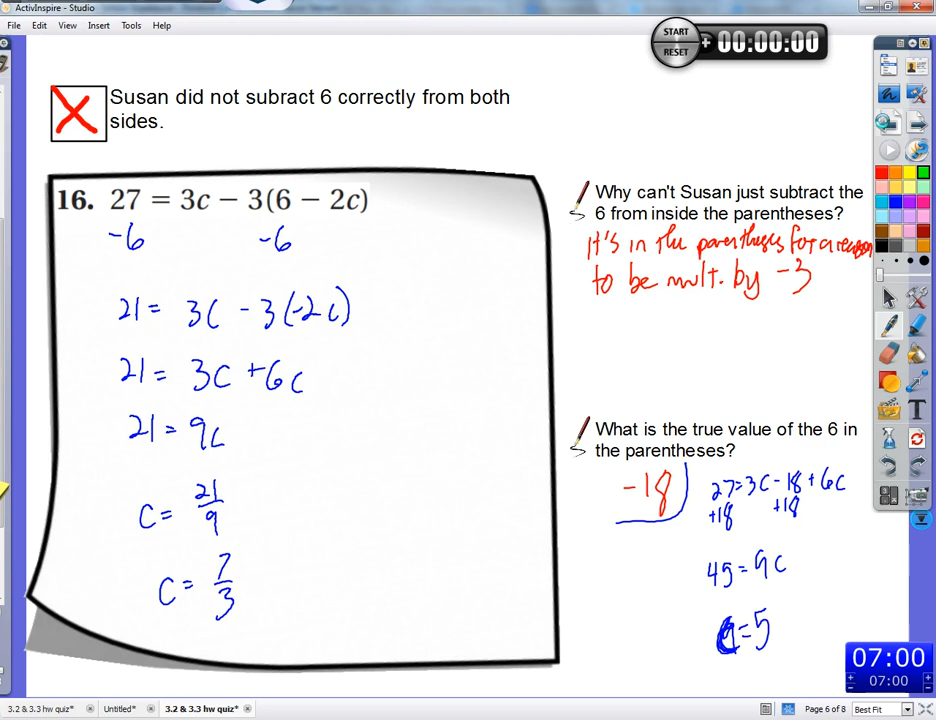 ActivInspire - Studio
File Edit View Insert Tools Help
START
RESET
00:00:00
Susan did not subtract 6 correctly from both
sides.
16. 27 = 3c − 3(6 − 2c)
-6 -6
21 = 3c - 3(-2c)
21 = 3c + 6c
21 = 9c
c = 21/9
c = 7/3
Why can't Susan just subtract the
6 from inside the parentheses?
It's in the parentheses for a reason
to be mult. by -3
What is the true value of the 6 in
the parentheses?
-18
27=3c-18+6c
+18 +18
45=9c
c=5
07:00
07:00
3.2 & 3.3 hw quiz* Untitled* 3.2 & 3.3 hw quiz*
Page 6 of 8 Best Fit